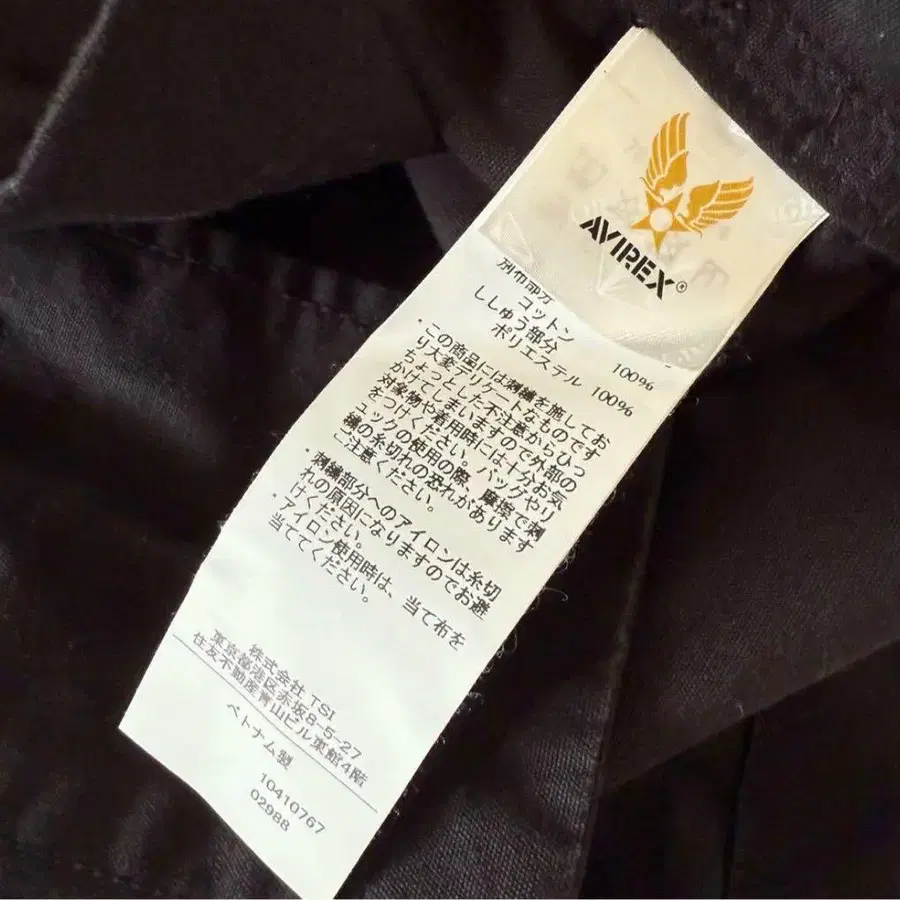 AVIREX®
別布部分
コットン 100%
ししゅう部分
ポリエステル 100%
・この商品には刺繍を施してお
り大変デリケートなものです
ちょっとした不注意からひっ
かけてしまいますので外部の
対象物や着用時には十分お気
をつけください。バッグやリ
ュックの使用の際、摩擦で刺
繍の糸切れの恐れがあります
ご注意ください。
・刺繍部分へのアイロンは糸切
れの原因になりますのでお避
けください。
・アイロン使用時は、当て布を
当ててください。
株式会社 TSI
東京都港区赤坂8-5-27
住友不動産青山ビル東館4階
ベトナム製
10410767
02988